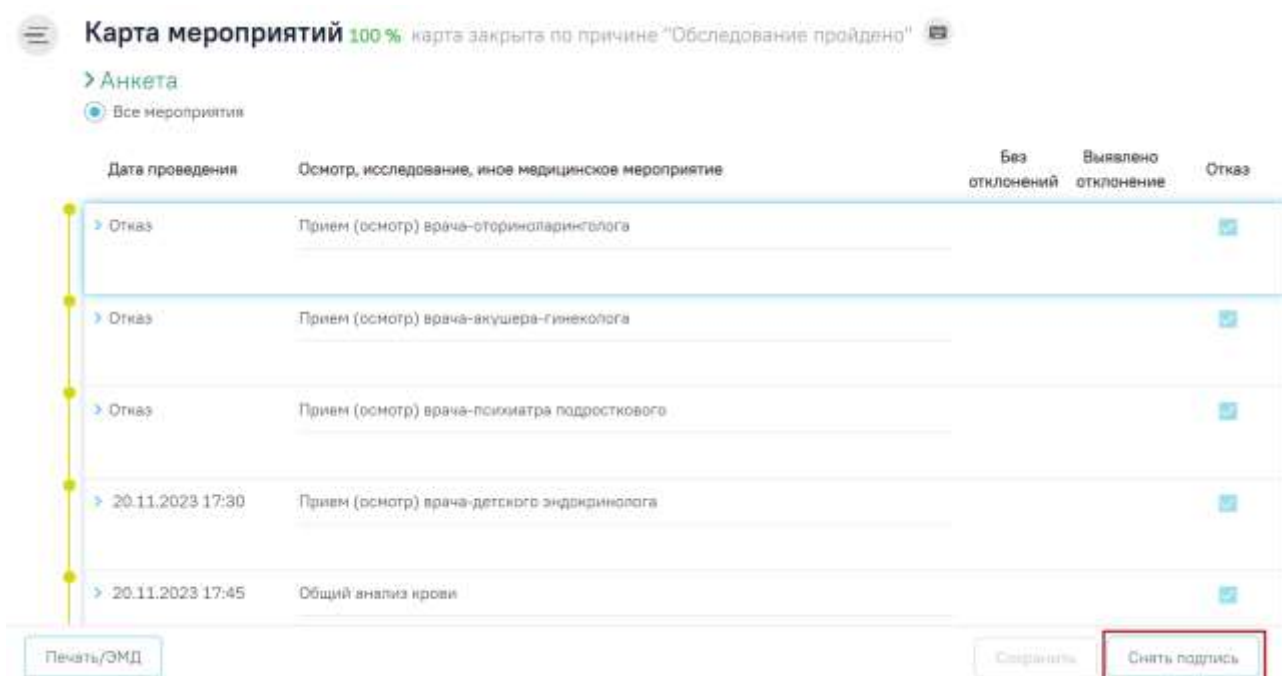 Карта мероприятий 100 % карта закрыта по причине "Обследование пройдено"
Анкета
Все мероприятия
Дата проведения Осмотр, исследование, иное медицинское мероприятие Без отклонений Выявлено отклонение Отказ
Отказ Прием (осмотр) врача-оториноларинголога
Отказ Прием (осмотр) врача-акушера-гинеколога
Отказ Прием (осмотр) врача-психиатра подросткового
20.11.2023 17:30 Прием (осмотр) врача-детского эндокринолога
20.11.2023 17:45 Общий анализ крови
Печать/ЭМД Сохранить Снять подпись